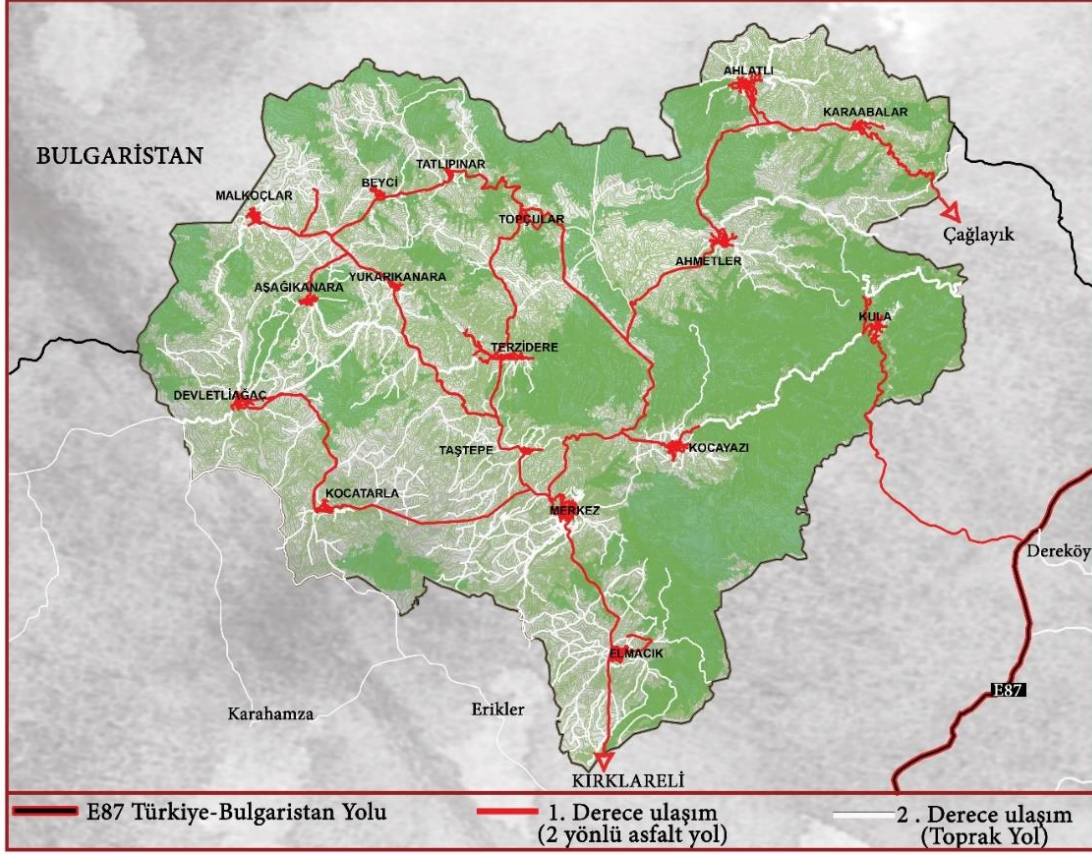 AHLATLI
KARAABALAR
BULGARİSTAN
TATLIPINAR
BEYCİ
MALKOÇLAR
TOPÇULAR
Çağlayık
AHMETLER
YUKARIKANARA
AŞAĞIKANARA
KULA
TERZİDERE
DEVLETLİAĞAÇ
TAŞTEPE
KOCAYAZI
KOCATARLA
MERKEZ
Dereköy
ELMACIK
E87
Karahamza
Erikler
KIRKLARELİ
E87 Türkiye-Bulgaristan Yolu
1. Derece ulaşım
(2 yönlü asfalt yol)
2 . Derece ulaşım
(Toprak Yol)